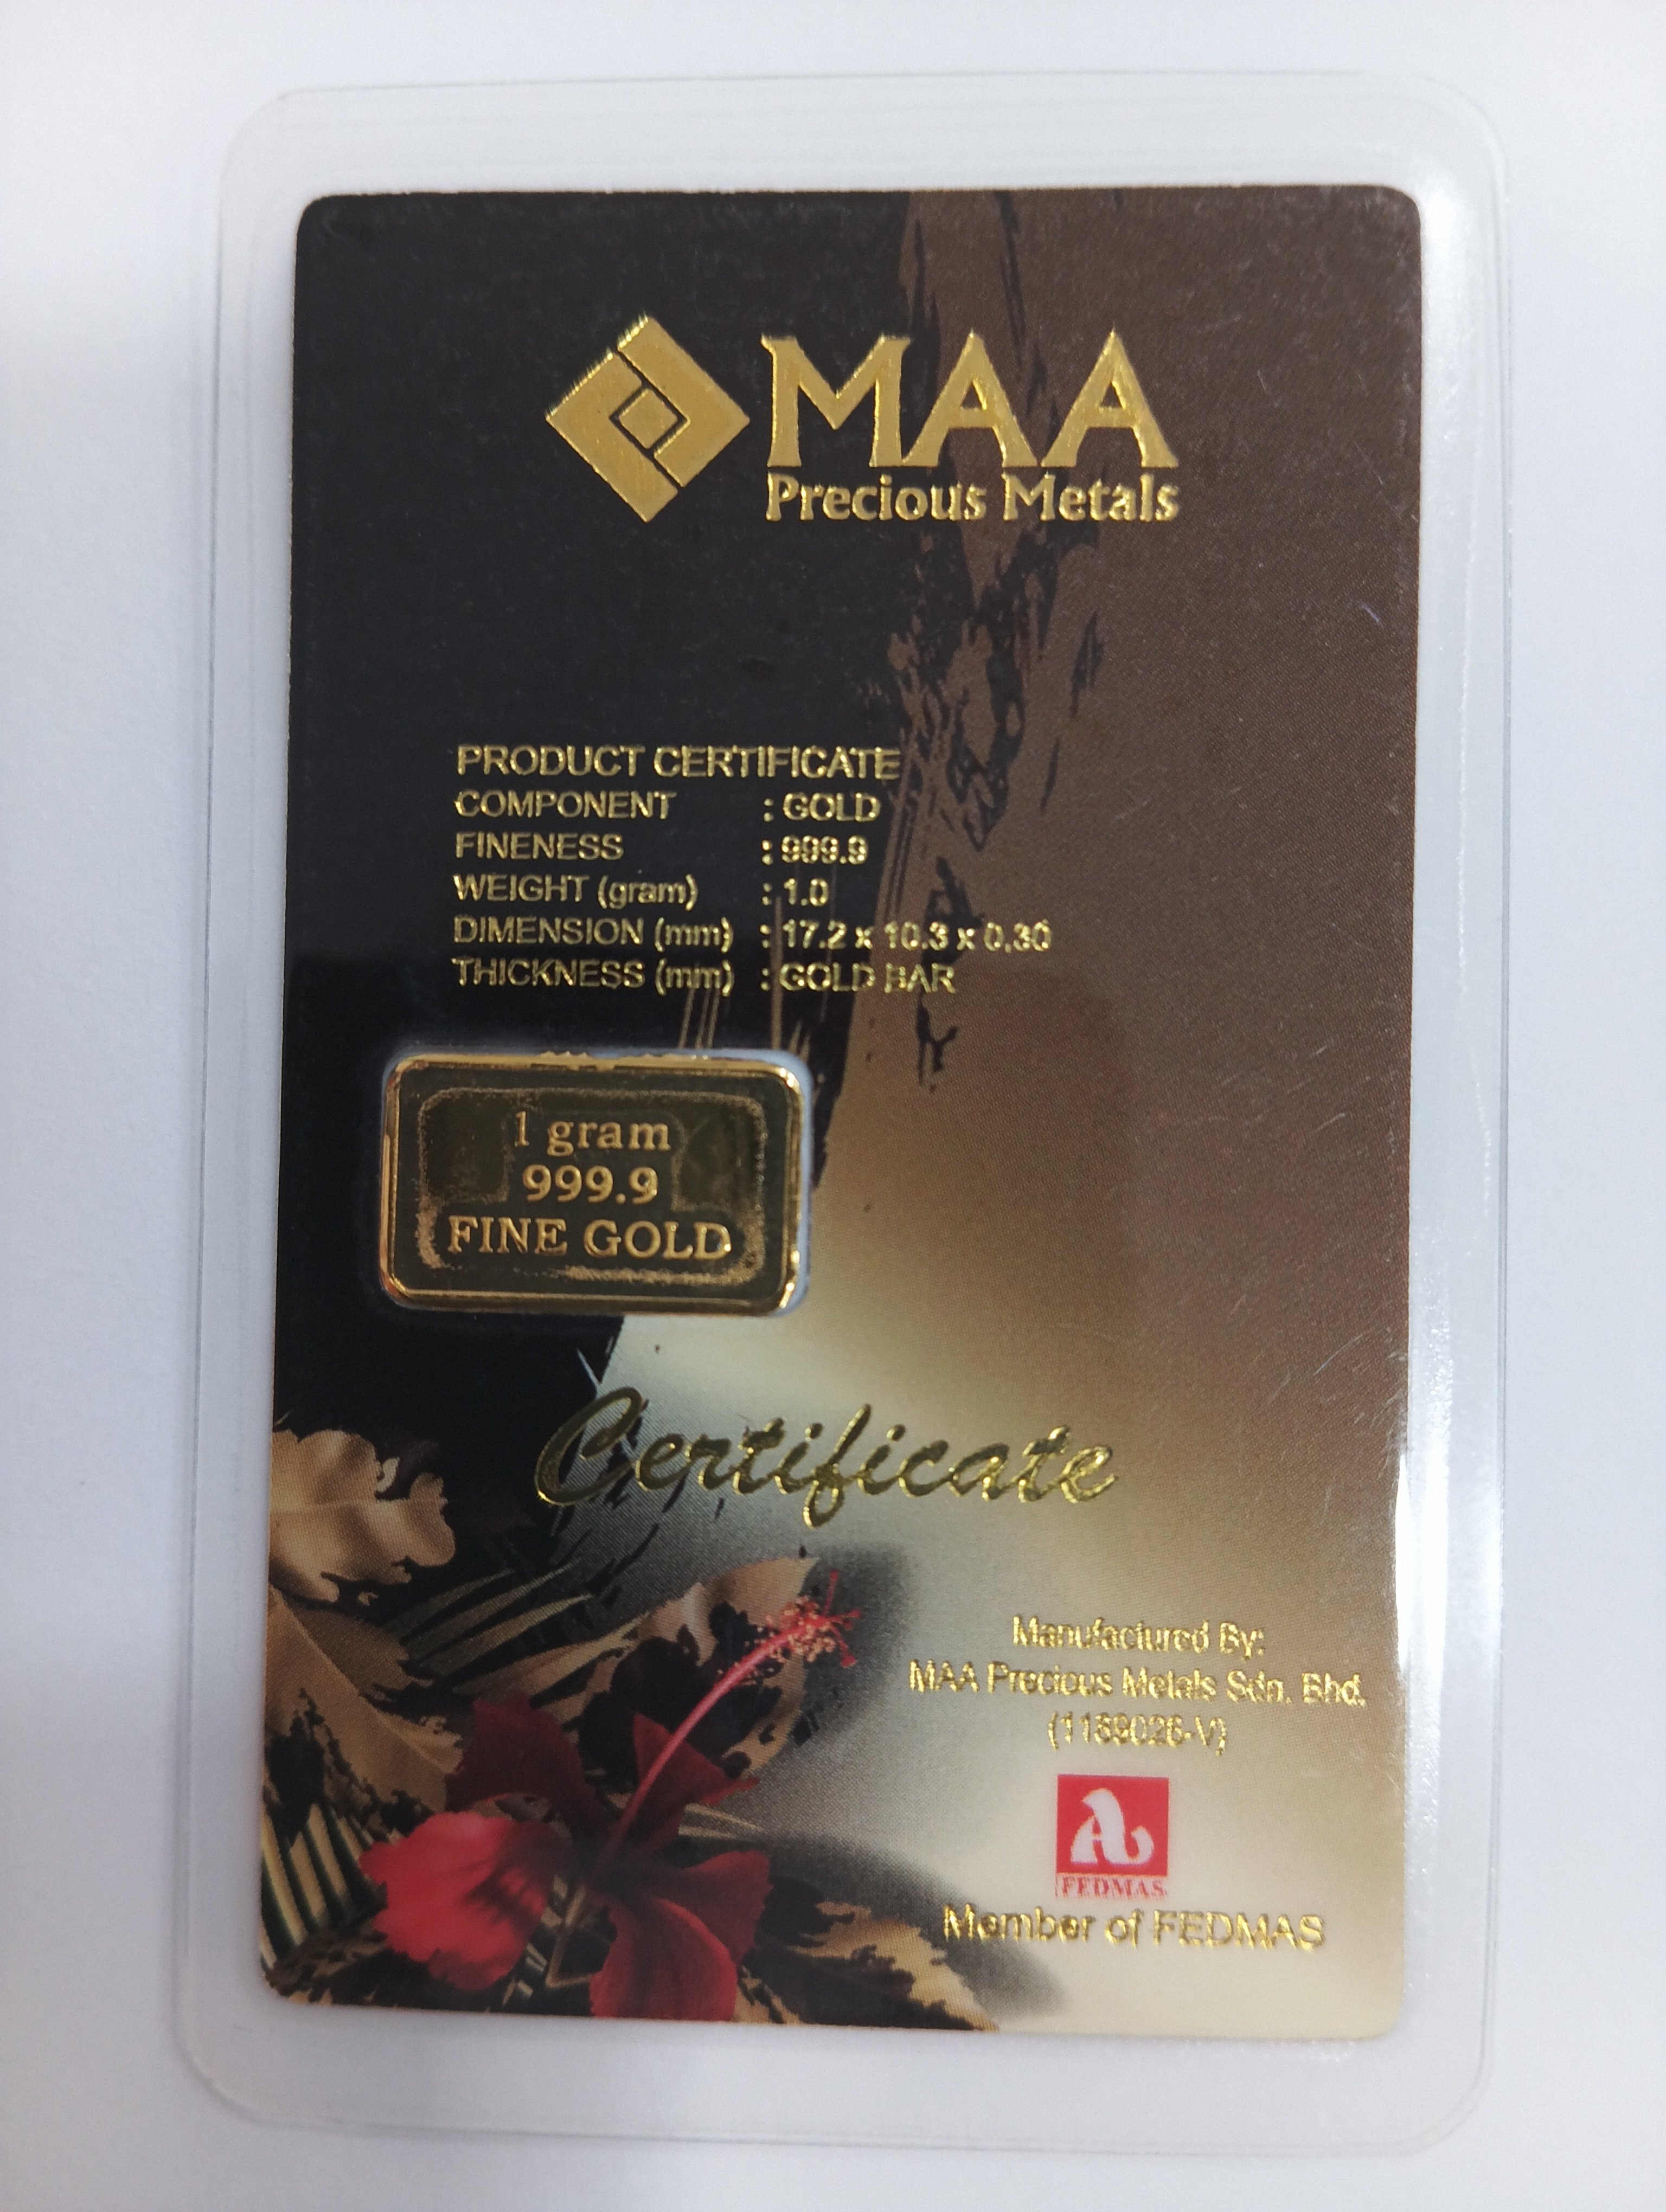 MAA
Precious Metals
PRODUCT CERTIFICATE
COMPONENT : GOLD
FINENESS : 999.9
WEIGHT (gram) : 1.0
DIMENSION (mm) : 17.2 x 10.3 x 0,30
THICKNESS (mm) : GOLD BAR
1 gram
999.9
FINE GOLD
Certificate
Manufactured By:
MAA Precious Metals Sdn. Bhd.
(1189026-V)
FEDMAS
Member of FEDMAS